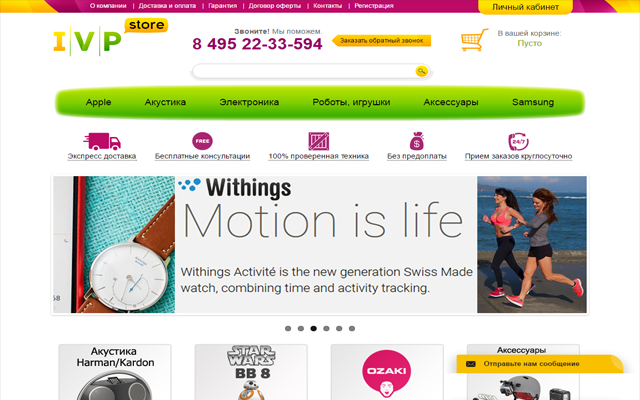 О компании | Доставка и оплата | Гарантия | Договор оферты | Контакты | Регистрация
Личный кабинет
I|V|P store
Звоните! Мы поможем.
8 495 22-33-594
Заказать обратный звонок
В вашей корзине:
Пусто
Apple Акустика Электроника Роботы, игрушки Аксессуары Samsung
FREE $ 24/7
Экспресс доставка Бесплатные консультации 100% проверенная техника Без предоплаты Прием заказов круглосуточно
Withings
Motion is life
Withings Activité is the new generation Swiss Made
watch, combining time and activity tracking.
58
Акустика
Harman/Kardon
STAR WARS
BB 8
OZAKI
Аксессуары
Отправьте нам сообщение